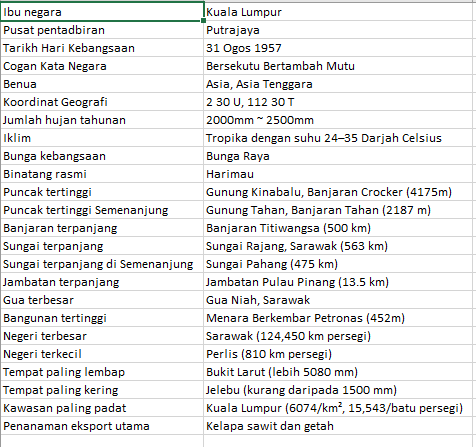 Ibu negara Kuala Lumpur
Pusat pentadbiran Putrajaya
Tarikh Hari Kebangsaan 31 Ogos 1957
Cogan Kata Negara Bersekutu Bertambah Mutu
Benua Asia, Asia Tenggara
Koordinat Geografi 2 30 U, 112 30 T
Jumlah hujan tahunan 2000mm ~ 2500mm
Iklim Tropika dengan suhu 24–35 Darjah Celsius
Bunga kebangsaan Bunga Raya
Binatang rasmi Harimau
Puncak tertinggi Gunung Kinabalu, Banjaran Crocker (4175m)
Puncak tertinggi Semenanjung Gunung Tahan, Banjaran Tahan (2187 m)
Banjaran terpanjang Banjaran Titiwangsa (500 km)
Sungai terpanjang Sungai Rajang, Sarawak (563 km)
Sungai terpanjang di Semenanjung Sungai Pahang (475 km)
Jambatan terpanjang Jambatan Pulau Pinang (13.5 km)
Gua terbesar Gua Niah, Sarawak
Bangunan tertinggi Menara Berkembar Petronas (452m)
Negeri terbesar Sarawak (124,450 km persegi)
Negeri terkecil Perlis (810 km persegi)
Tempat paling lembap Bukit Larut (lebih 5080 mm)
Tempat paling kering Jelebu (kurang daripada 1500 mm)
Kawasan paling padat Kuala Lumpur (6074/km², 15,543/batu persegi)
Penanaman eksport utama Kelapa sawit dan getah